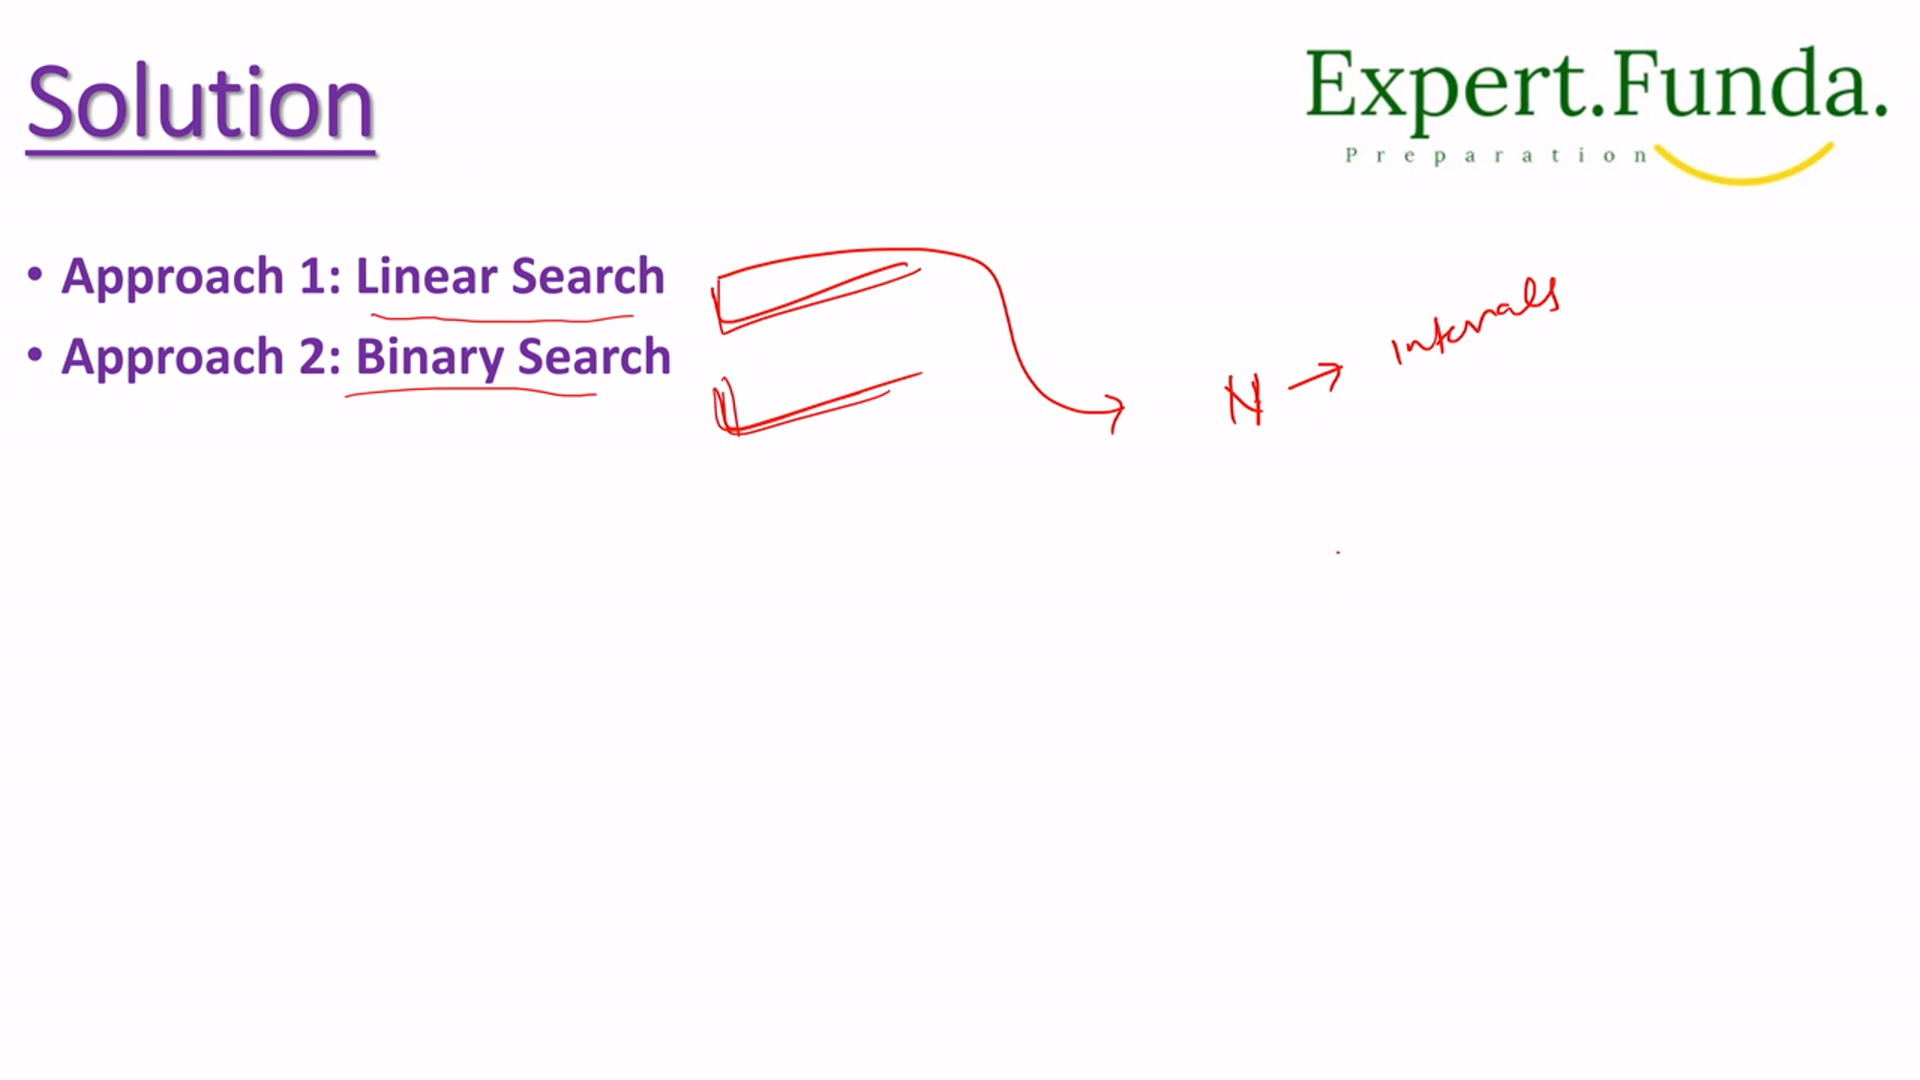 Solution
Expert.Funda.
Preparation
• Approach 1: Linear Search
• Approach 2: Binary Search
N → intervals